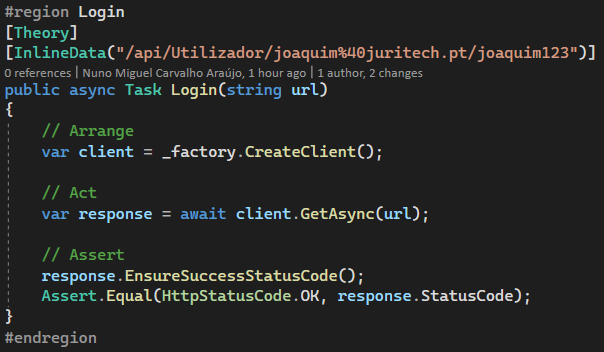 #region Login
[Theory]
[InlineData("/api/Utilizador/joaquim%40juritech.pt/joaquim123")]
0 references | Nuno Miguel Carvalho Araújo, 1 hour ago | 1 author, 2 changes
public async Task Login(string url)
{
    // Arrange
    var client = _factory.CreateClient();

    // Act
    var response = await client.GetAsync(url);

    // Assert
    response.EnsureSuccessStatusCode();
    Assert.Equal(HttpStatusCode.OK, response.StatusCode);
}
#endregion